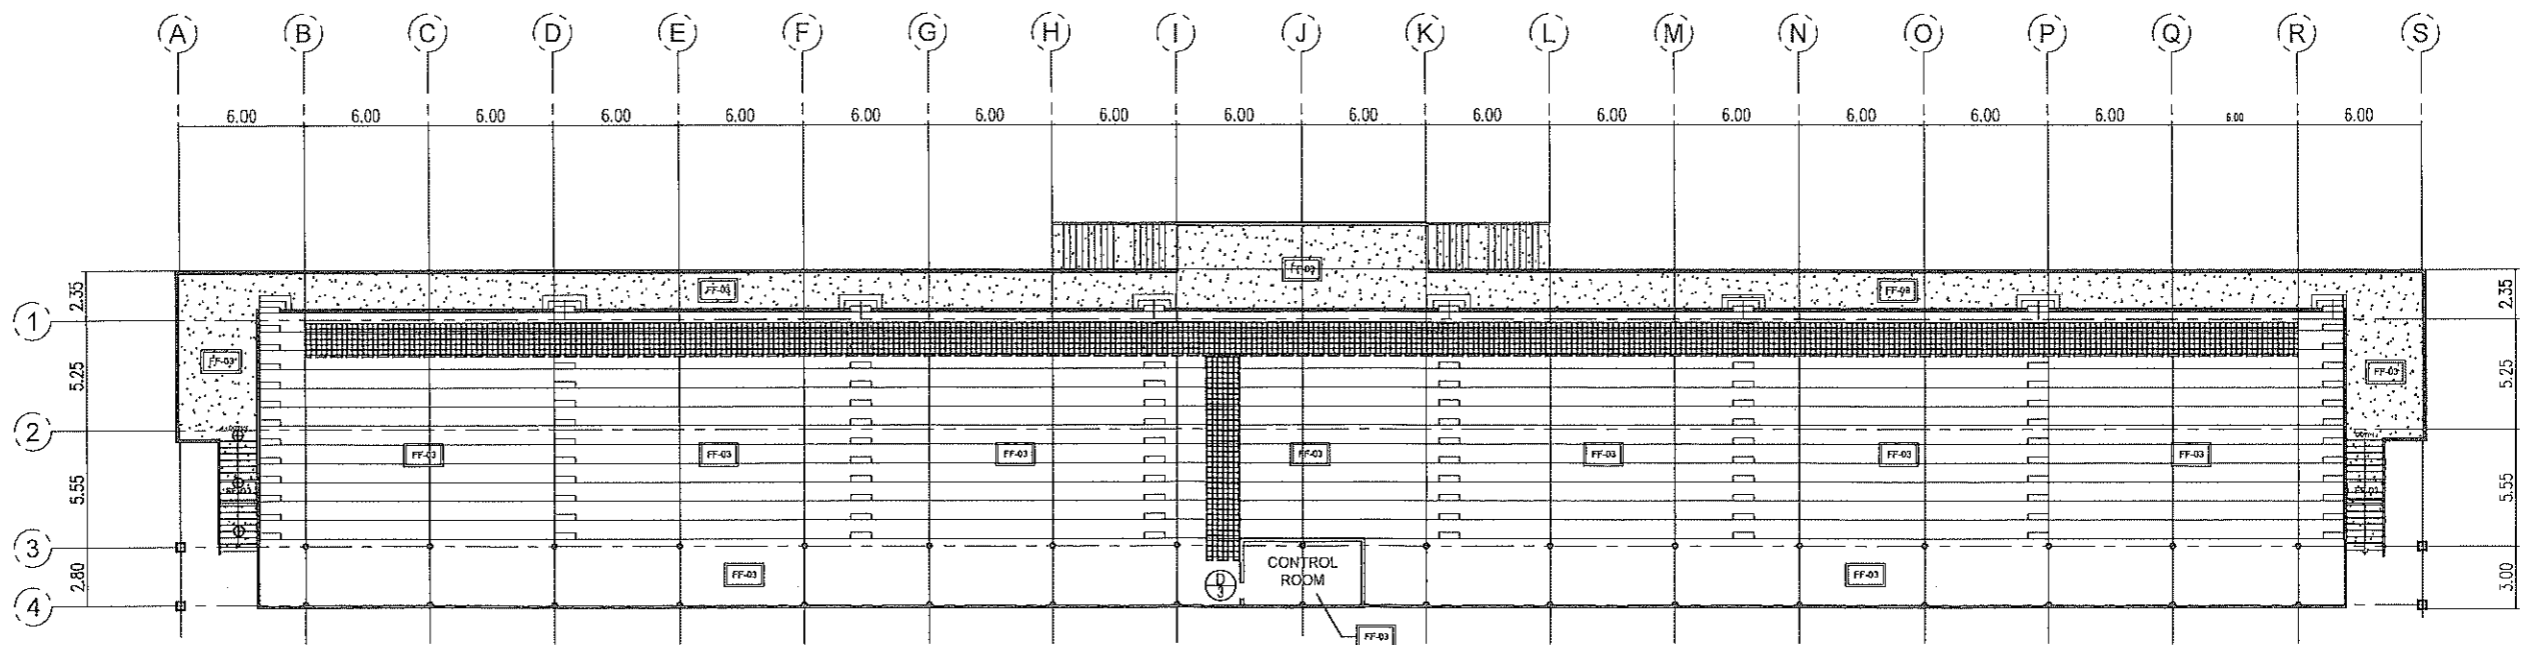 A B C D E F G H I J K L M N O P Q R S
6.00 6.00 6.00 6.00 6.00 6.00 6.00 6.00 6.00 6.00 6.00 6.00 6.00 6.00 6.00 6.00 6.00 6.00
FF-03
2.35 FF-03 FF-03 2.35
1
FF-03 FF-03
5.25 5.25
2
FF-03 FF-03 FF-03 FF-03 FF-03 FF-03 FF-03
5.55 FF-03 FF-03 5.55
3
CONTROL
ROOM
2.80 FF-03 D FF-03 3.00
3
4
FF-03